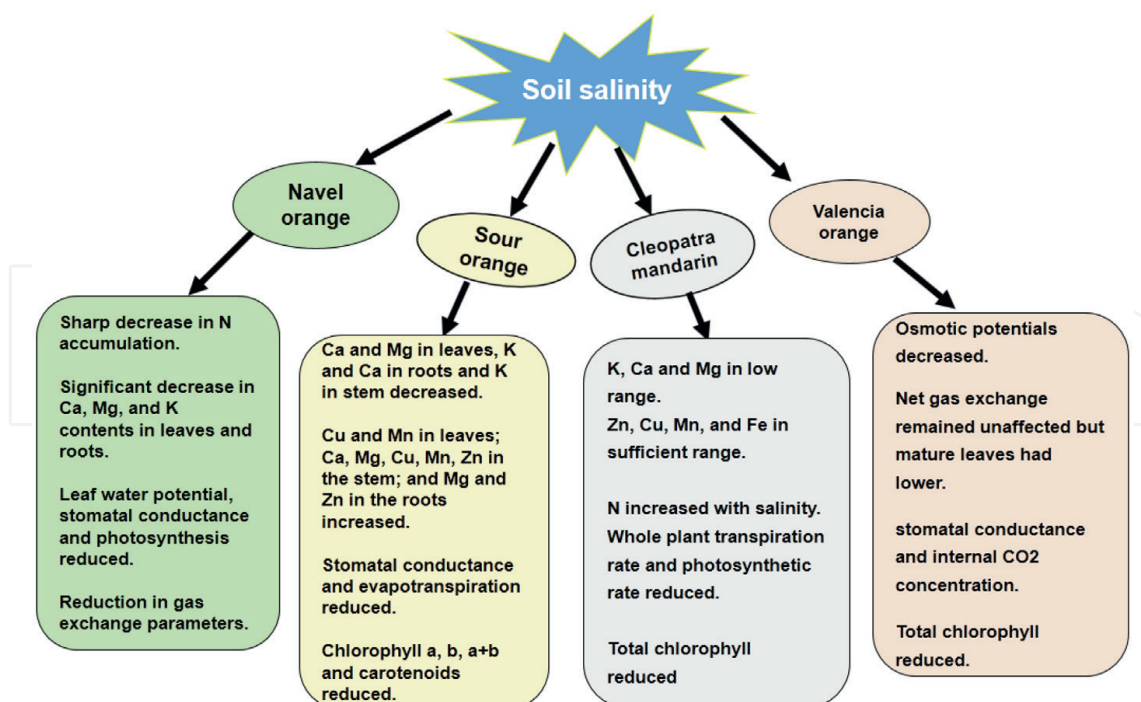 Soil salinity
Navel
orange
Sour
orange
Cleopatra
mandarin
Valencia
orange
Sharp decrease in N
accumulation.
Significant decrease in
Ca, Mg, and K
contents in leaves and
roots.
Leaf water potential,
stomatal conductance
and photosynthesis
reduced.
Reduction in gas
exchange parameters.
Ca and Mg in leaves, K
and Ca in roots and K
in stem decreased.
Cu and Mn in leaves;
Ca, Mg, Cu, Mn, Zn in
the stem; and Mg and
Zn in the roots
increased.
Stomatal conductance
and evapotranspiration
reduced.
Chlorophyll a, b, a+b
and carotenoids
reduced.
K, Ca and Mg in low
range.
Zn, Cu, Mn, and Fe in
sufficient range.
N increased with salinity.
Whole plant transpiration
rate and photosynthetic
rate reduced.
Total chlorophyll
reduced
Osmotic potentials
decreased.
Net gas exchange
remained unaffected but
mature leaves had
lower.
stomatal conductance
and internal CO2
concentration.
Total chlorophyll
reduced.